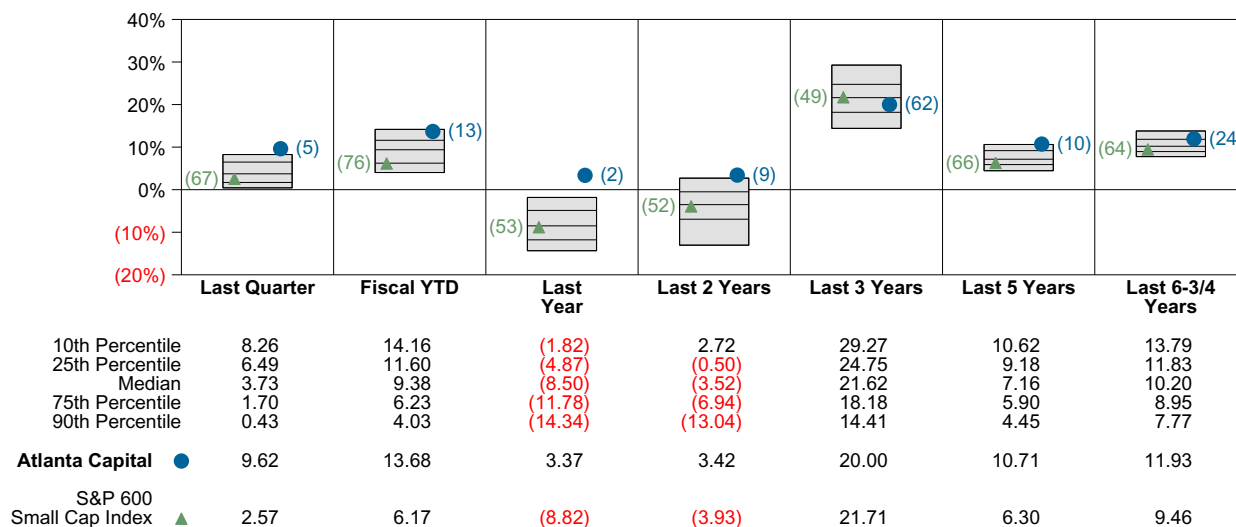 40%
30%
20%
10%
0%
(10%)
(20%)
(67) (5)
(76) (13)
(53) (2)
(52) (9)
(49) (62)
(66) (10)
(64) (24
Last Quarter Fiscal YTD Last Year Last 2 Years Last 3 Years Last 5 Years Last 6-3/4 Years
10th Percentile 8.26 14.16 (1.82) 2.72 29.27 10.62 13.79
25th Percentile 6.49 11.60 (4.87) (0.50) 24.75 9.18 11.83
Median 3.73 9.38 (8.50) (3.52) 21.62 7.16 10.20
75th Percentile 1.70 6.23 (11.78) (6.94) 18.18 5.90 8.95
90th Percentile 0.43 4.03 (14.34) (13.04) 14.41 4.45 7.77
Atlanta Capital 9.62 13.68 3.37 3.42 20.00 10.71 11.93
S&P 600
Small Cap Index 2.57 6.17 (8.82) (3.93) 21.71 6.30 9.46